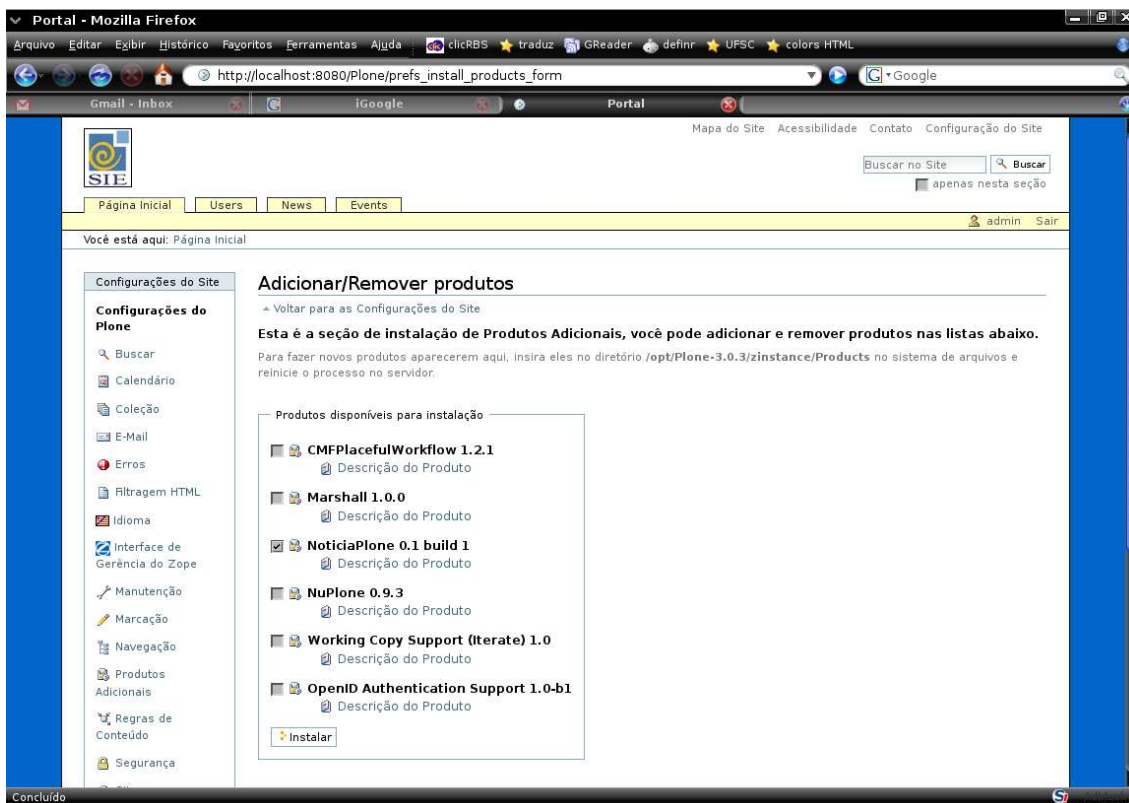 Portal - Mozilla Firefox
Arquivo Editar Exibir Histórico Favoritos Ferramentas Ajuda clicRBS traduz GReader definr UFSC colors HTML
http://localhost:8080/Plone/prefs_install_products_form Google
Gmail - Inbox iGoogle Portal
Mapa do Site Acessibilidade Contato Configuração do Site
SIE
Buscar no Site Buscar
apenas nesta seção
Página Inicial Users News Events
admin Sair
Você está aqui: Página Inicial
Configurações do Site
Configurações do
Plone
Buscar
Calendário
Coleção
E-Mail
Erros
Filtragem HTML
Idioma
Interface de
Gerência do Zope
Manutenção
Marcação
Navegação
Produtos
Adicionais
Regras de
Conteúdo
Segurança
Adicionar/Remover produtos
Voltar para as Configurações do Site
Esta é a seção de instalação de Produtos Adicionais, você pode adicionar e remover produtos nas listas abaixo.
Para fazer novos produtos aparecerem aqui, insira eles no diretório /opt/Plone-3.0.3/zinstance/Products no sistema de arquivos e
reinicie o processo no servidor.
Produtos disponíveis para instalação
CMFPlacefulWorkflow 1.2.1
Descrição do Produto
Marshall 1.0.0
Descrição do Produto
NoticiaPlone 0.1 build 1
Descrição do Produto
NuPlone 0.9.3
Descrição do Produto
Working Copy Support (Iterate) 1.0
Descrição do Produto
OpenID Authentication Support 1.0-b1
Descrição do Produto
Instalar
Concluído